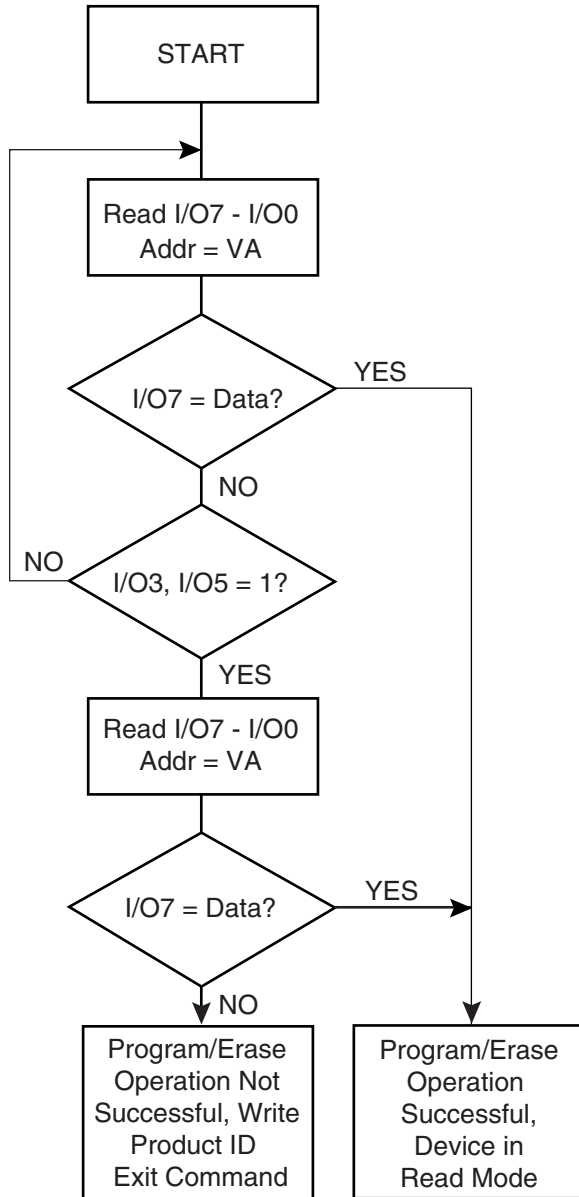 START
Read I/O7 - I/O0
Addr = VA
I/O7 = Data?
YES
NO
NO
I/O3, I/O5 = 1?
YES
Read I/O7 - I/O0
Addr = VA
I/O7 = Data?
YES
NO
Program/Erase
Operation Not
Successful, Write
Product ID
Exit Command
Program/Erase
Operation
Successful,
Device in
Read Mode